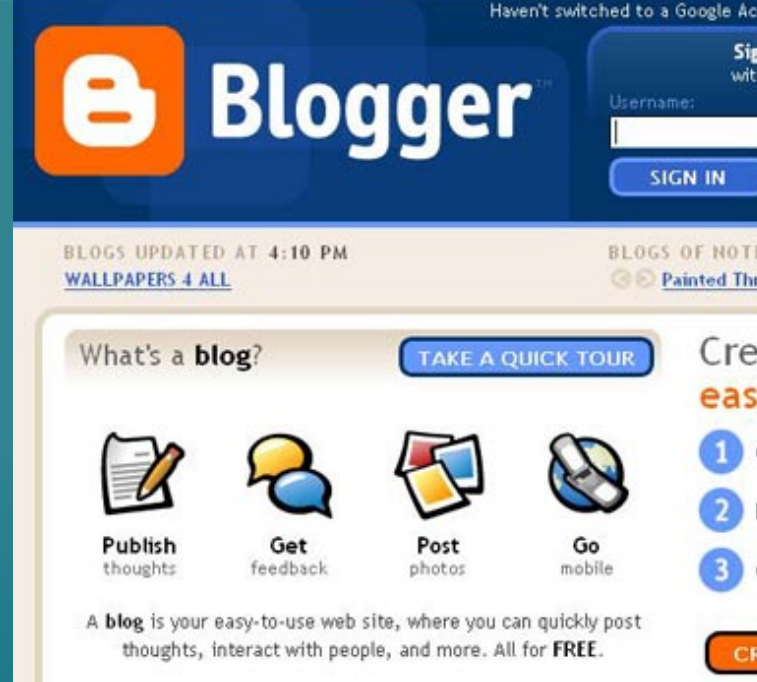 Haven't switched to a Google Ac
Blogger™
Sig
wit
Username:
SIGN IN
BLOGS UPDATED AT 4:10 PM
WALLPAPERS 4 ALL
BLOGS OF NOT
Painted Thr
What's a blog?
TAKE A QUICK TOUR
Cre
eas
1
2
3
Publish
thoughts
Get
feedback
Post
photos
Go
mobile
A blog is your easy-to-use web site, where you can quickly post
thoughts, interact with people, and more. All for FREE.
CR